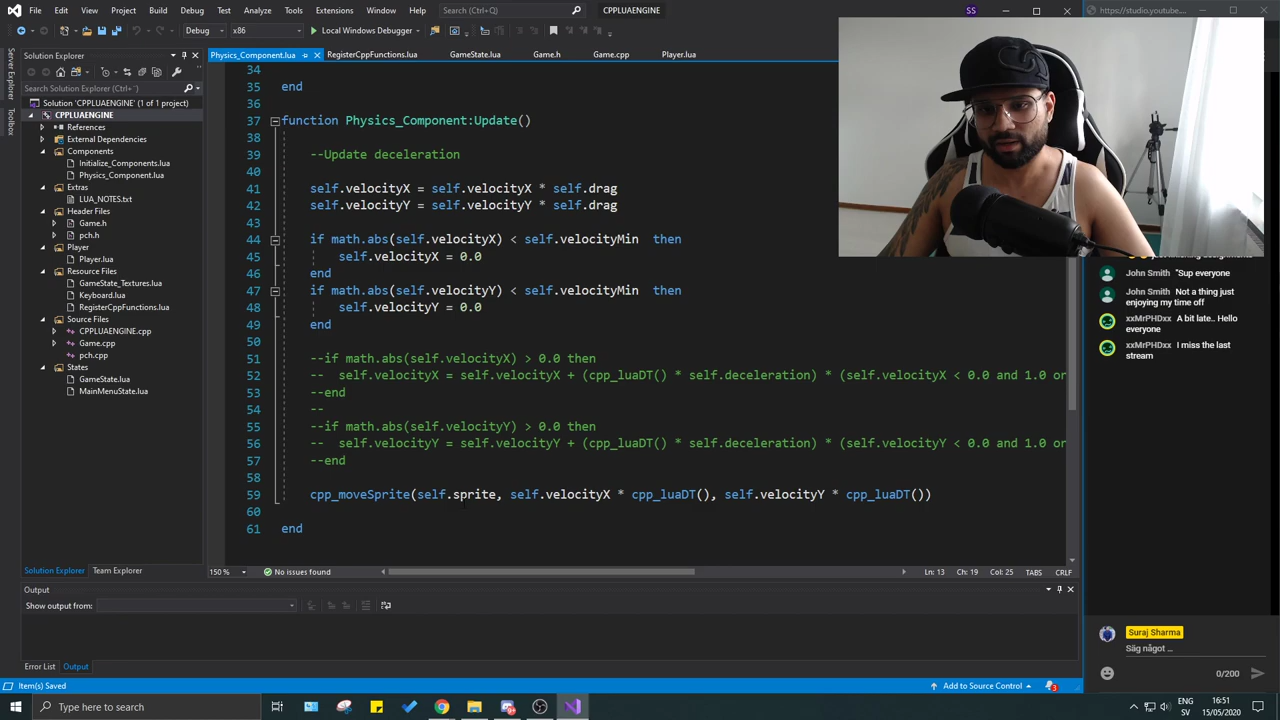 File Edit View Project Build Debug Test Analyze Tools Extensions Window Help Search (Ctrl+Q) CPPLUAENGINE SS
https://studio.youtube....
Debug x86 Local Windows Debugger
Server Explorer
Toolbox
Solution Explorer
Search Solution Explorer (Ctrl+')
Solution 'CPPLUAENGINE' (1 of 1 project)
CPPLUAENGINE
References
External Dependencies
Components
Initialize_Components.lua
Physics_Component.lua
Extras
LUA_NOTES.txt
Header Files
Game.h
pch.h
Player
Player.lua
Resource Files
GameState_Textures.lua
Keyboard.lua
RegisterCppFunctions.lua
Source Files
CPPLUAENGINE.cpp
Game.cpp
pch.cpp
States
GameState.lua
MainMenuState.lua
Solution Explorer Team Explorer
Physics_Component.lua RegisterCppFunctions.lua GameState.lua Game.h Game.cpp Player.lua
34
35 end
36
37 function Physics_Component:Update()
38
39 --Update deceleration
40
41 self.velocityX = self.velocityX * self.drag
42 self.velocityY = self.velocityY * self.drag
43
44 if math.abs(self.velocityX) < self.velocityMin then
45 self.velocityX = 0.0
46 end
47 if math.abs(self.velocityY) < self.velocityMin then
48 self.velocityY = 0.0
49 end
50
51 --if math.abs(self.velocityX) > 0.0 then
52 -- self.velocityX = self.velocityX + (cpp_luaDT() * self.deceleration) * (self.velocityX < 0.0 and 1.0 or
53 --end
54 --
55 --if math.abs(self.velocityY) > 0.0 then
56 -- self.velocityY = self.velocityY + (cpp_luaDT() * self.deceleration) * (self.velocityY < 0.0 and 1.0 or
57 --end
58
59 cpp_moveSprite(self.sprite, self.velocityX * cpp_luaDT(), self.velocityY * cpp_luaDT())
60
61 end
150 % No issues found Ln: 13 Ch: 19 Col: 25 TABS CRLF
Output
Show output from:
Error List Output
Item(s) Saved Add to Source Control 3
John Smith "Sup everyone
John Smith Not a thing just
enjoying my time off
xxMrPHDxx A bit late.. Hello
everyone
xxMrPHDxx I miss the last
stream
Suraj Sharma
Säg något ...
0/200
Type here to search
ENG
SV
16:51
15/05/2020